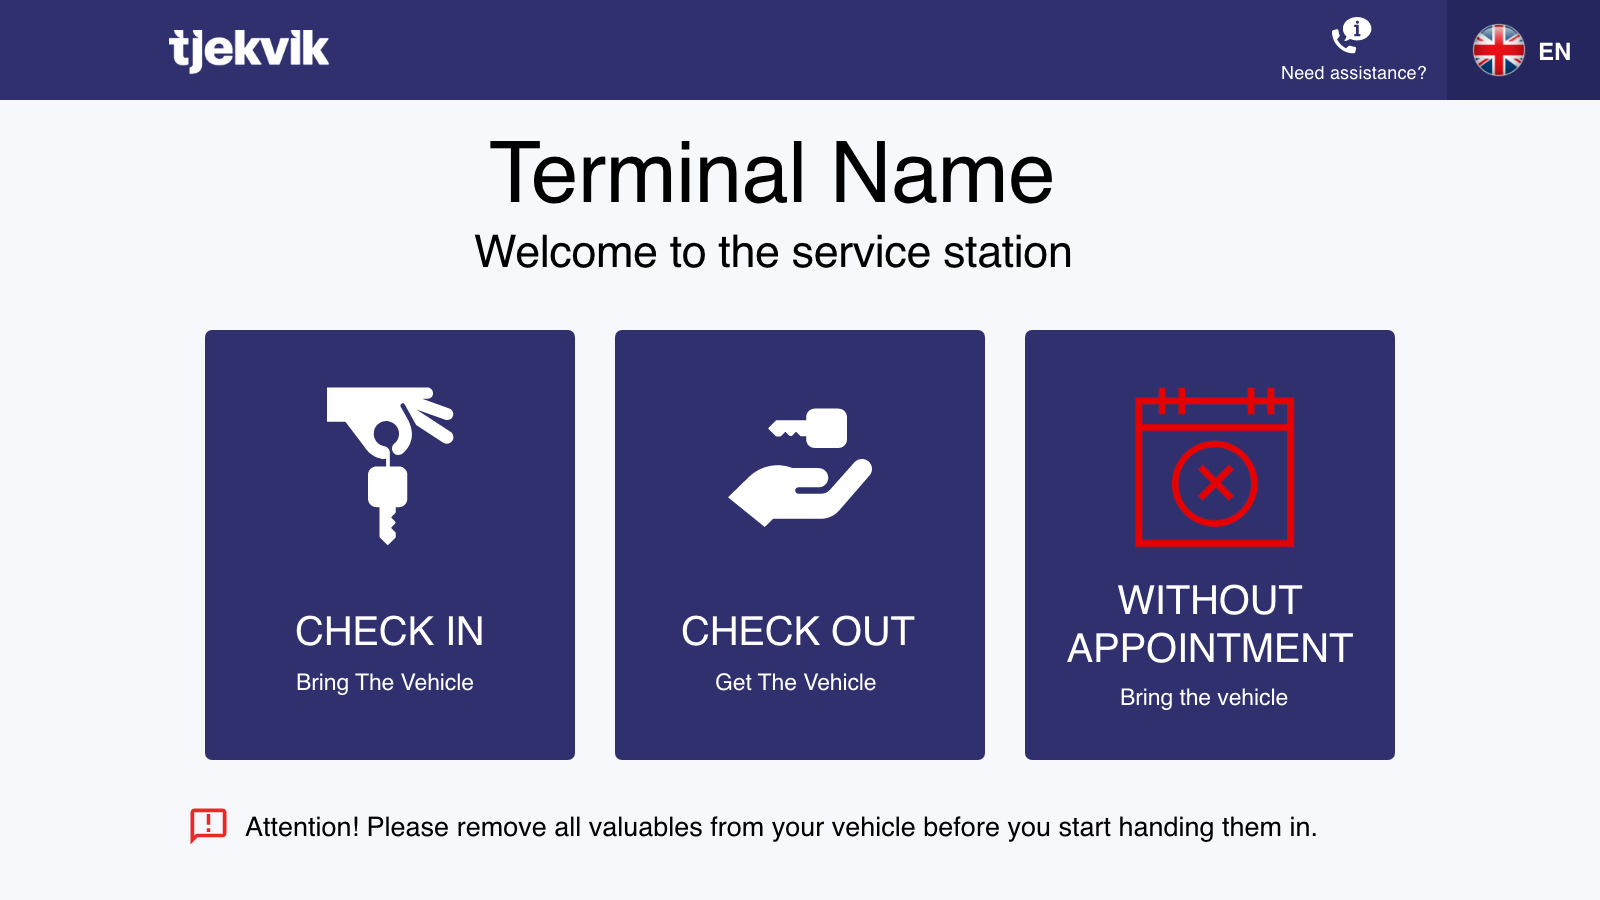 tjekvik
Need assistance?
EN
Terminal Name
Welcome to the service station
CHECK IN
Bring The Vehicle
CHECK OUT
Get The Vehicle
WITHOUT
APPOINTMENT
Bring the vehicle
Attention! Please remove all valuables from your vehicle before you start handing them in.